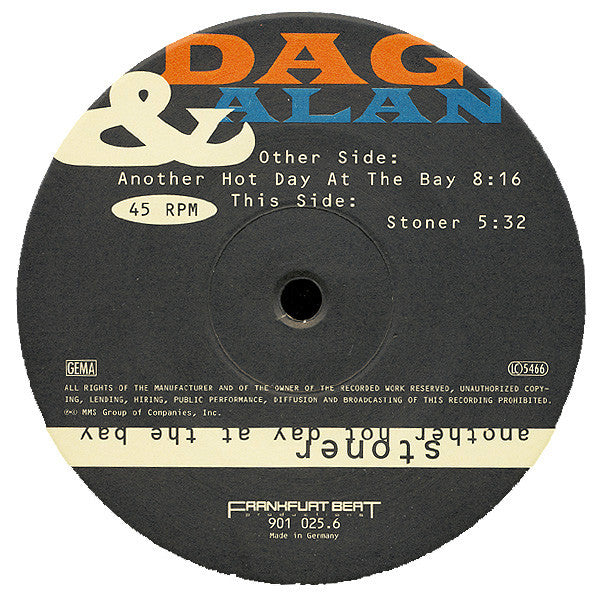 DAG
& ALAN
Other Side:
Another Hot Day At The Bay 8:16
45 RPM
This Side:
Stoner 5:32
GEMA
LC 5466
ALL RIGHTS OF THE MANUFACTURER AND OF THE OWNER OF THE RECORDED WORK RESERVED, UNAUTHORIZED COPY-
ING, LENDING, HIRING, PUBLIC PERFORMANCE, DIFFUSION AND BROADCASTING OF THIS RECORDING PROHIBITED.
℗+© MMS Group of Companies, Inc.
stoner
another hot day at the bay
FRANKFURT BEAT
productions
901 025.6
Made in Germany